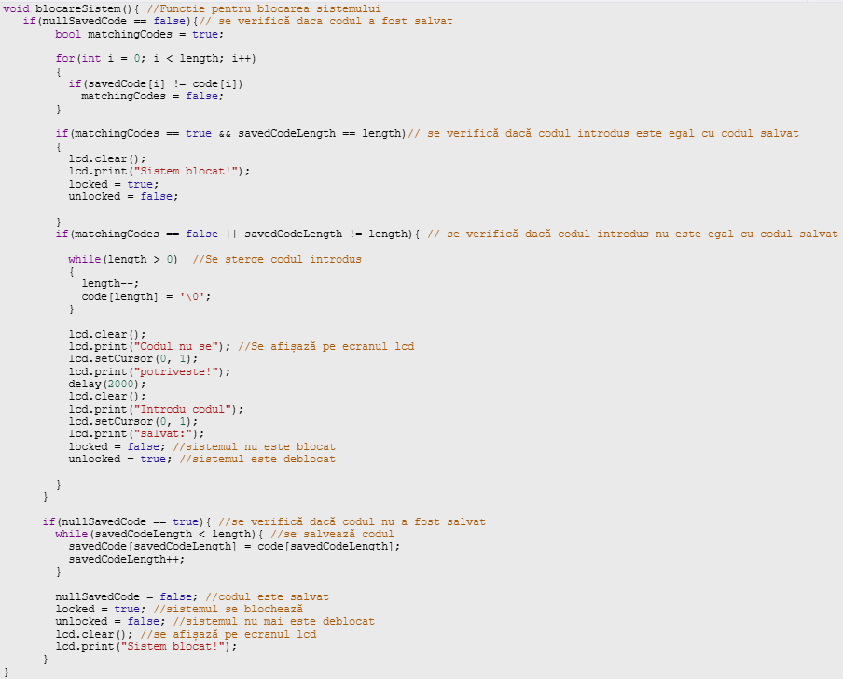 void blocareSistem(){ //Functie pentru blocarea sistemului
if(nullSavedCode == false){// se verifică daca codul a fost salvat
bool matchingCodes = true;
for(int i = 0; i < length; i++)
{
if(savedCode[i] != code[i])
matchingCodes = false;
}
if(matchingCodes == true && savedCodeLength == length)// se verifică dacă codul introdus este egal cu codul salvat
{
lcd.clear();
lcd.print("Sistem blocat!");
locked = true;
unlocked = false;
}
if(matchingCodes == false || savedCodeLength != length){ // se verifică dacă codul introdus nu este egal cu codul salvat
while(length > 0)  //Se sterge codul introdus
{
length--;
code[length] = '\0';
}
lcd.clear();
lcd.print("Codul nu se"); //Se afișază pe ecranul lcd
lcd.setCursor(0, 1);
lcd.print("potriveste!");
delay(2000);
lcd.clear();
lcd.print("Introdu codul");
lcd.setCursor(0, 1);
lcd.print("salvat:");
locked = false; //sistemul nu este blocat
unlocked = true; //sistemul este deblocat
}
}
if(nullSavedCode == true){ //se verifică dacă codul nu a fost salvat
while(savedCodeLength < length){ //se salvează codul
savedCode[savedCodeLength] = code[savedCodeLength];
savedCodeLength++;
}
nullSavedCode = false; //codul este salvat
locked = true; //sistemul se blochează
unlocked = false; //sistemul nu mai este deblocat
lcd.clear(); //se afișază pe ecranul lcd
lcd.print("Sistem blocat!");
}
}